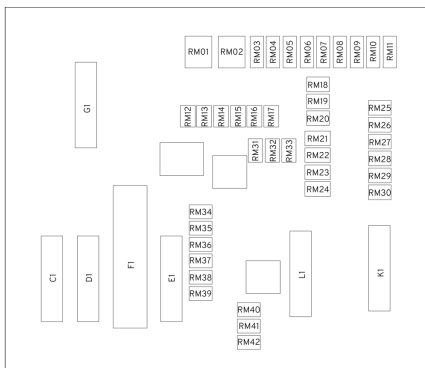 RM01 RM02 RM03 RM04 RM05 RM06 RM07 RM08 RM09 RM10 RM11
G1
RM12 RM13 RM14 RM15 RM16 RM17
RM18
RM19
RM20
RM21
RM22
RM23
RM24
RM25
RM26
RM27
RM28
RM29
RM30
RM31 RM32 RM33
RM34
RM35
RM36
RM37
RM38
RM39
C1 D1 F1 E1 L1 K1
RM40
RM41
RM42